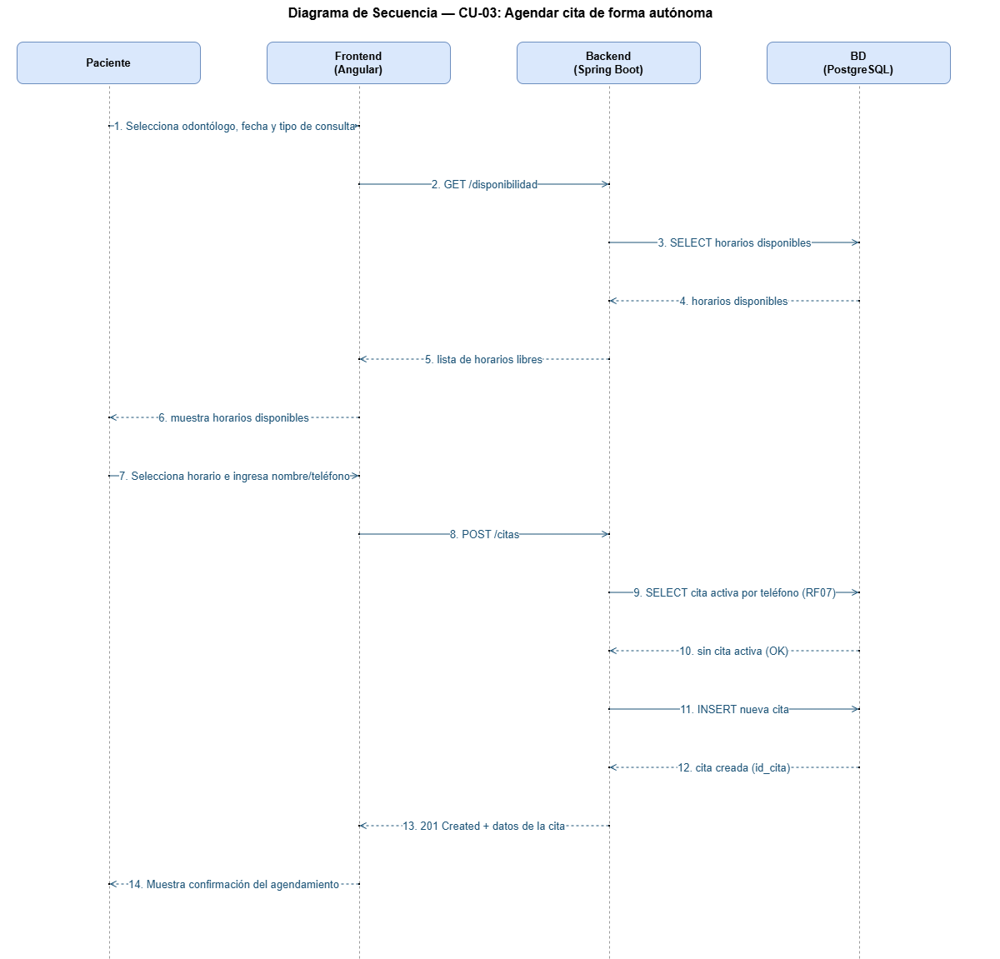 Diagrama de Secuencia — CU-03: Agendar cita de forma autónoma
Paciente
Frontend
(Angular)
Backend
(Spring Boot)
BD
(PostgreSQL)
1. Selecciona odontólogo, fecha y tipo de consulta
2. GET /disponibilidad
3. SELECT horarios disponibles
4. horarios disponibles
5. lista de horarios libres
6. muestra horarios disponibles
7. Selecciona horario e ingresa nombre/teléfono
8. POST /citas
9. SELECT cita activa por teléfono (RF07)
10. sin cita activa (OK)
11. INSERT nueva cita
12. cita creada (id_cita)
13. 201 Created + datos de la cita
14. Muestra confirmación del agendamiento